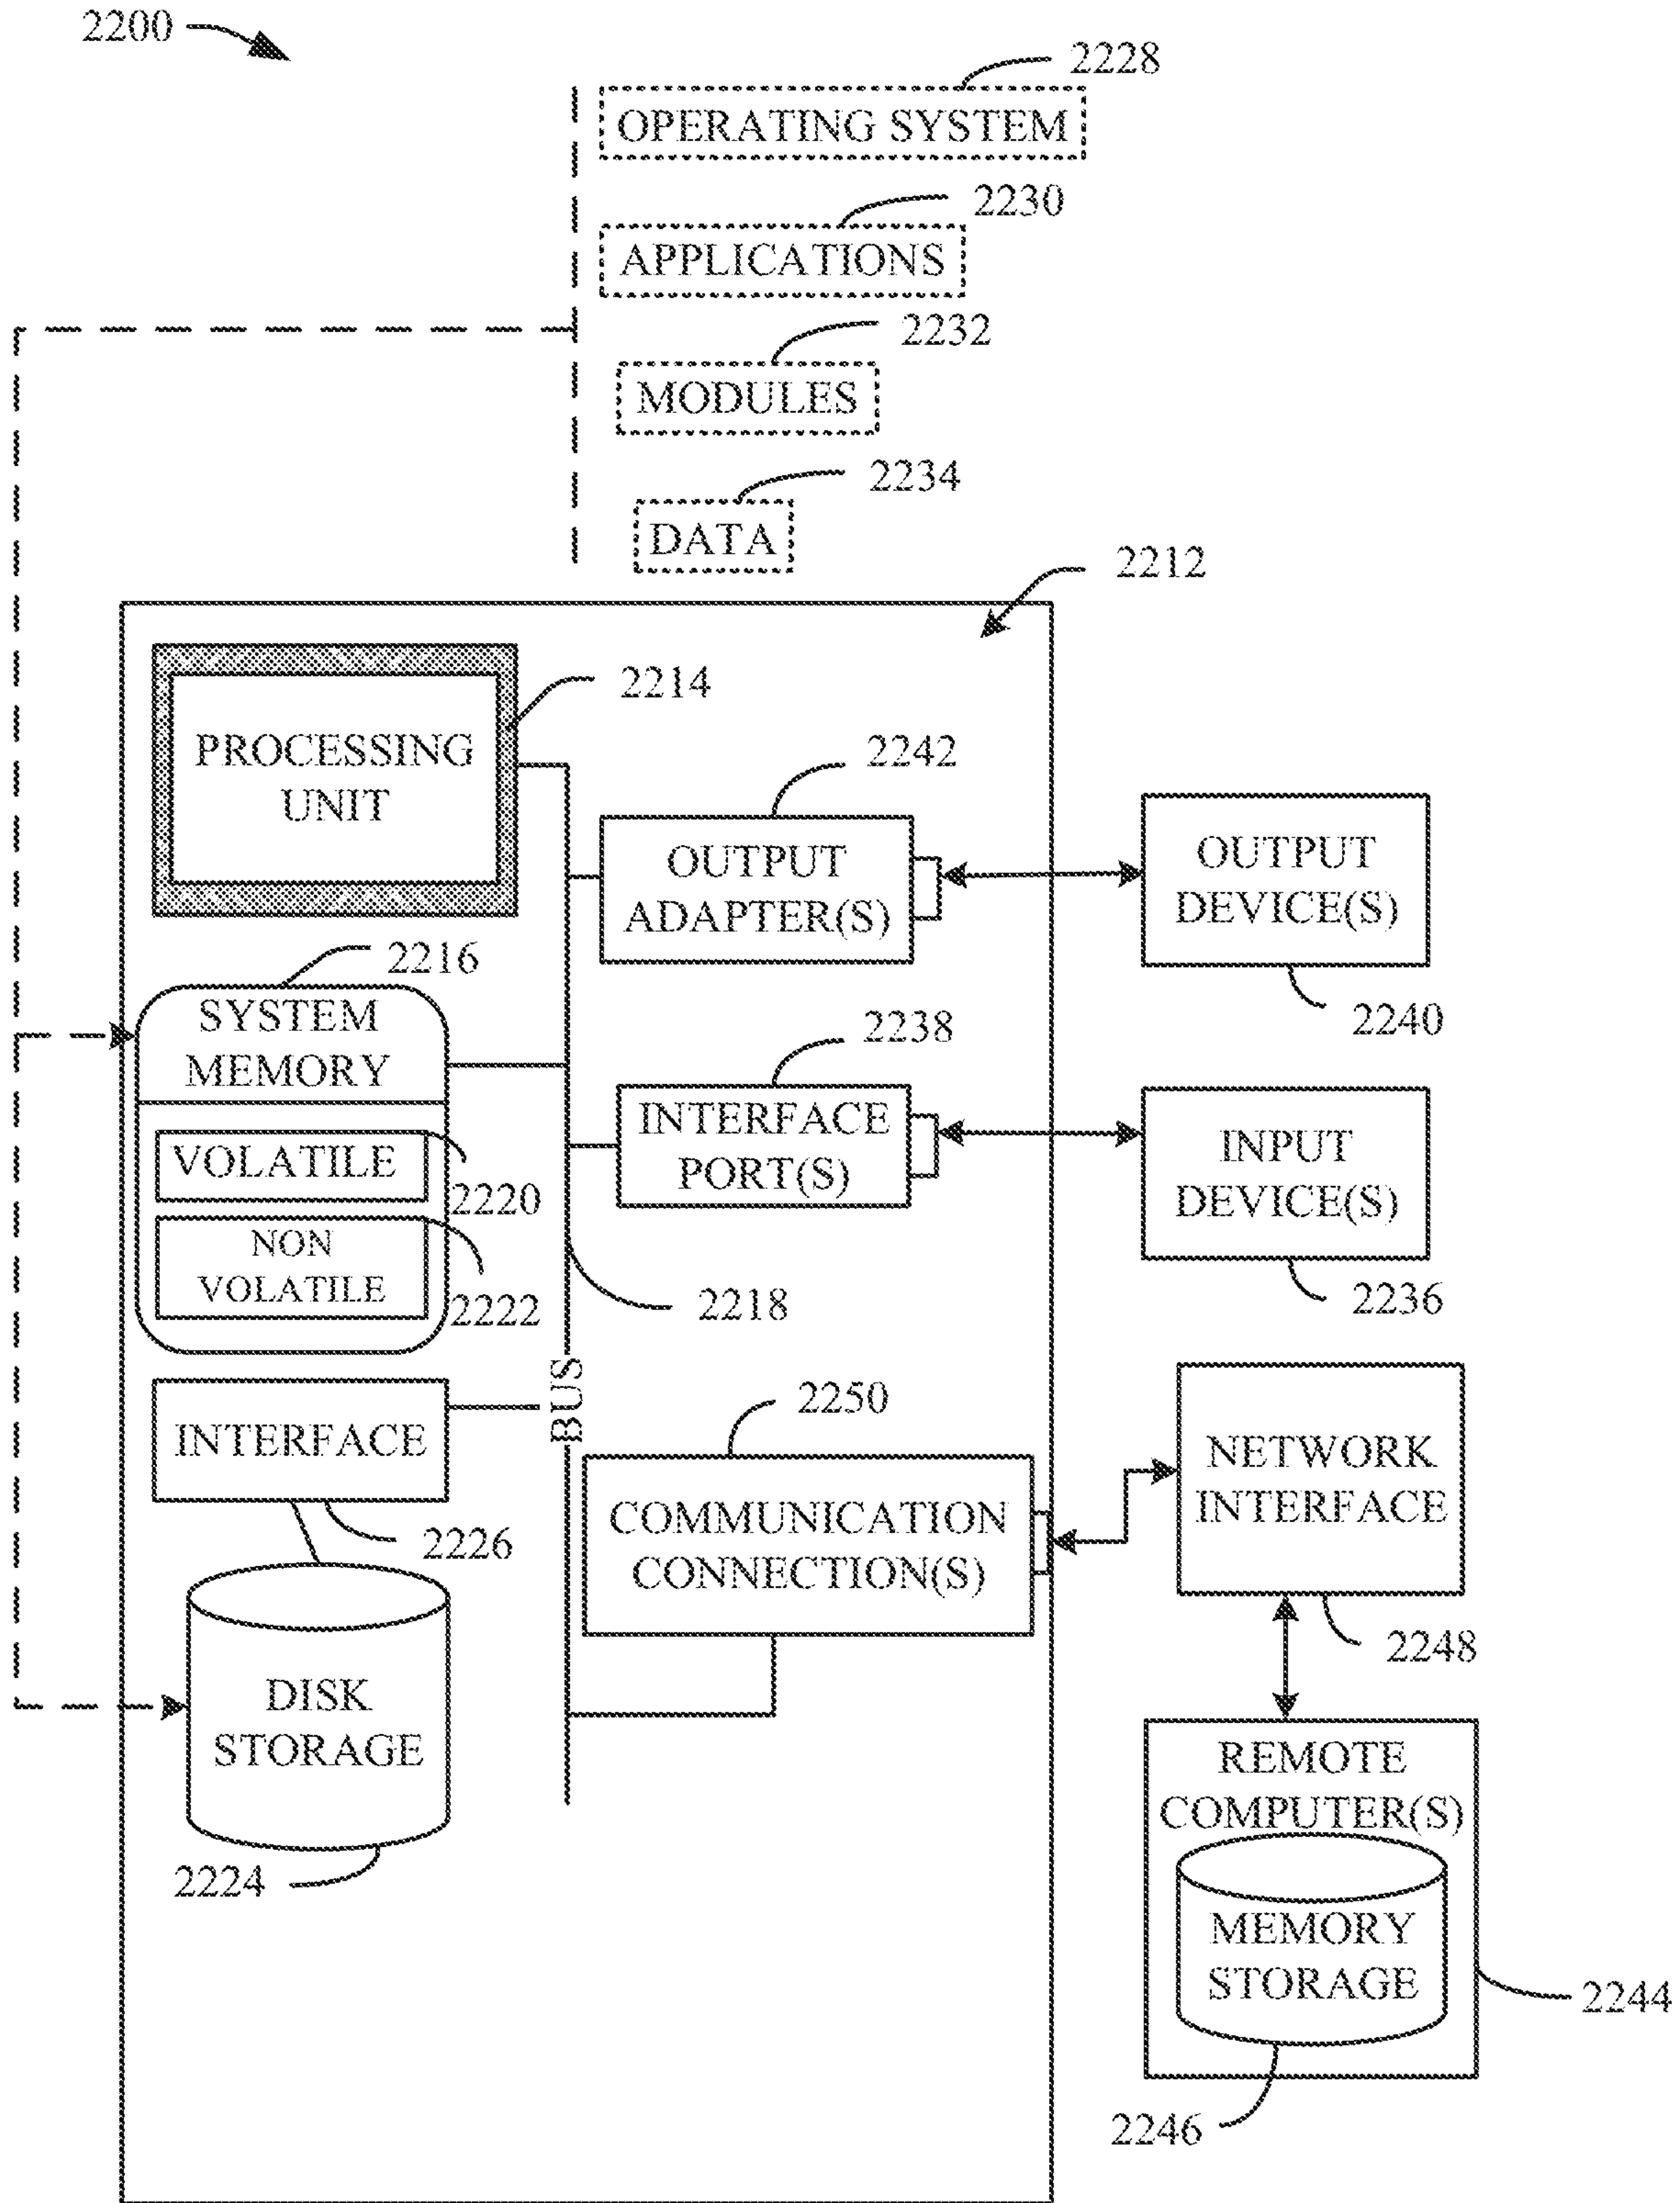 2200
2228
OPERATING SYSTEM
2230
APPLICATIONS
2232
MODULES
2234
DATA
2212
2214
PROCESSING
UNIT
2242
OUTPUT
ADAPTER(S)
OUTPUT
DEVICE(S)
2240
2216
SYSTEM
MEMORY
VOLATILE
2220
NON
VOLATILE
2222
2238
INTERFACE
PORT(S)
INPUT
DEVICE(S)
2236
2218
BUS
INTERFACE
2226
2250
COMMUNICATION
CONNECTION(S)
NETWORK
INTERFACE
2248
DISK
STORAGE
2224
REMOTE
COMPUTER(S)
MEMORY
STORAGE
2244
2246